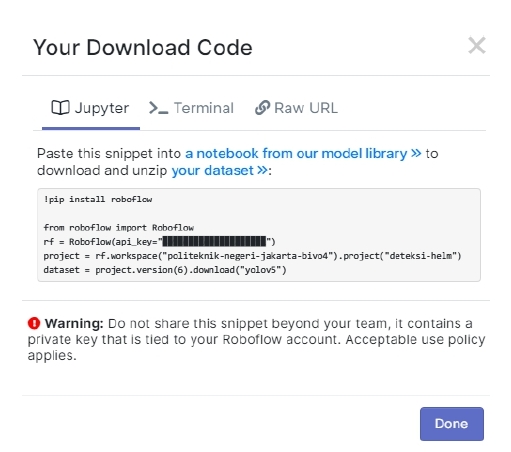 Your Download Code
Jupyter Terminal Raw URL
Paste this snippet into a notebook from our model library » to
download and unzip your dataset »:
!pip install roboflow
from roboflow import Roboflow
rf = Roboflow(api_key="████████████████████")
project = rf.workspace("politeknik-negeri-jakarta-bivo4").project("deteksi-helm")
dataset = project.version(6).download("yolov5")
Warning: Do not share this snippet beyond your team, it contains a
private key that is tied to your Roboflow account. Acceptable use policy
applies.
Done